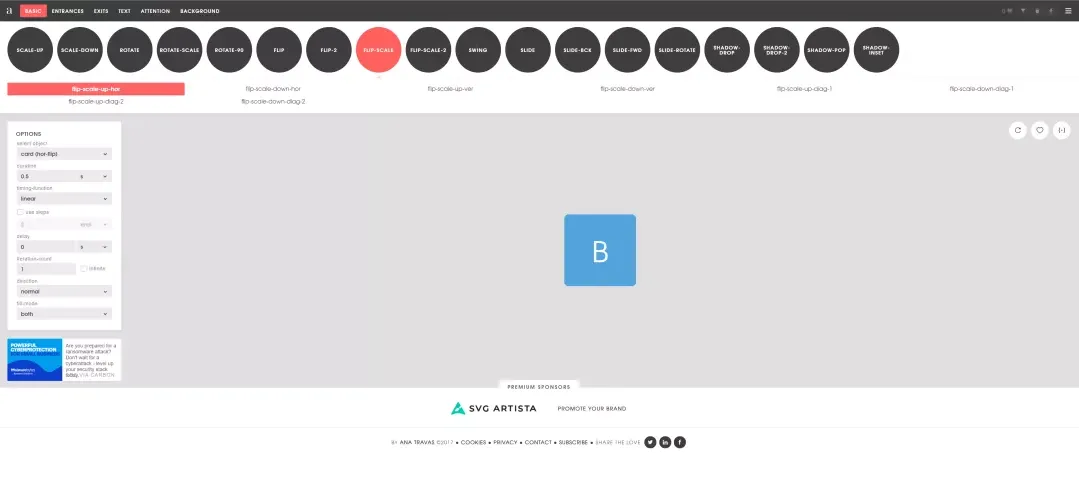 a BASIC ENTRANCES EXITS TEXT ATTENTION BACKGROUND
SCALE-UP SCALE-DOWN ROTATE ROTATE-SCALE ROTATE-90 FLIP FLIP-2 FLIP-SCALE FLIP-SCALE-2 SWING SLIDE SLIDE-BCK SLIDE-FWD SLIDE-ROTATE SHADOW-DROP SHADOW-DROP-2 SHADOW-POP SHADOW-INSET
flip-scale-up-hor flip-scale-down-hor flip-scale-up-ver flip-scale-down-ver flip-scale-up-diag-1 flip-scale-down-diag-1
flip-scale-up-diag-2 flip-scale-down-diag-2
OPTIONS
select object
card (hor-flip)
duration
0.5 s
timing-function
linear
use steps
2 end
delay
0 s
iteration-count
1 infinite
direction
normal
fill-mode
both
B
POWERFUL
CYBERPROTECTION
FOR SMALL BUSINESS
Malwarebytes
Are you prepared for a
ransomware attack?
Don't wait for a
cyberattack - level up
your security stack
today. VIA CARBON
PREMIUM SPONSORS
SVG ARTISTA PROMOTE YOUR BRAND
BY ANA TRAVAS ©2017 • COOKIES • PRIVACY • CONTACT • SUBSCRIBE • SHARE THE LOVE